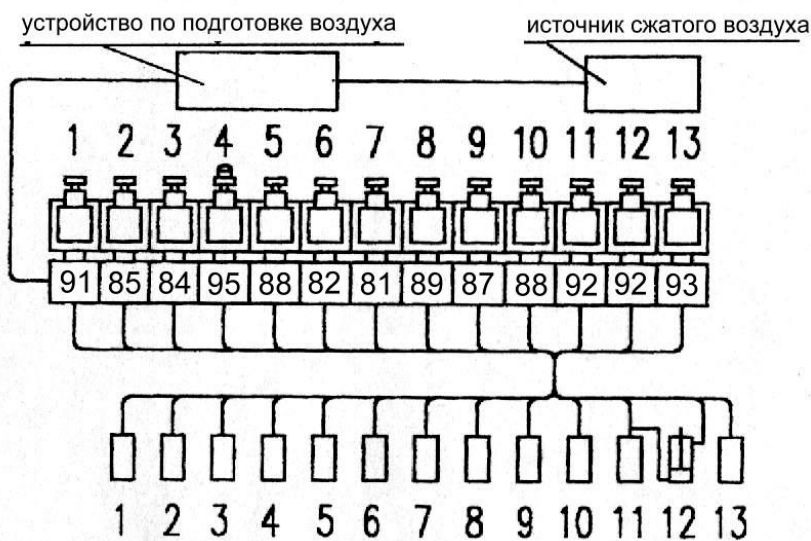 устройство по подготовке воздуха источник сжатого воздуха
1 2 3 4 5 6 7 8 9 10 11 12 13
91 85 84 95 88 82 81 89 87 88 92 92 93
1 2 3 4 5 6 7 8 9 10 11 12 13